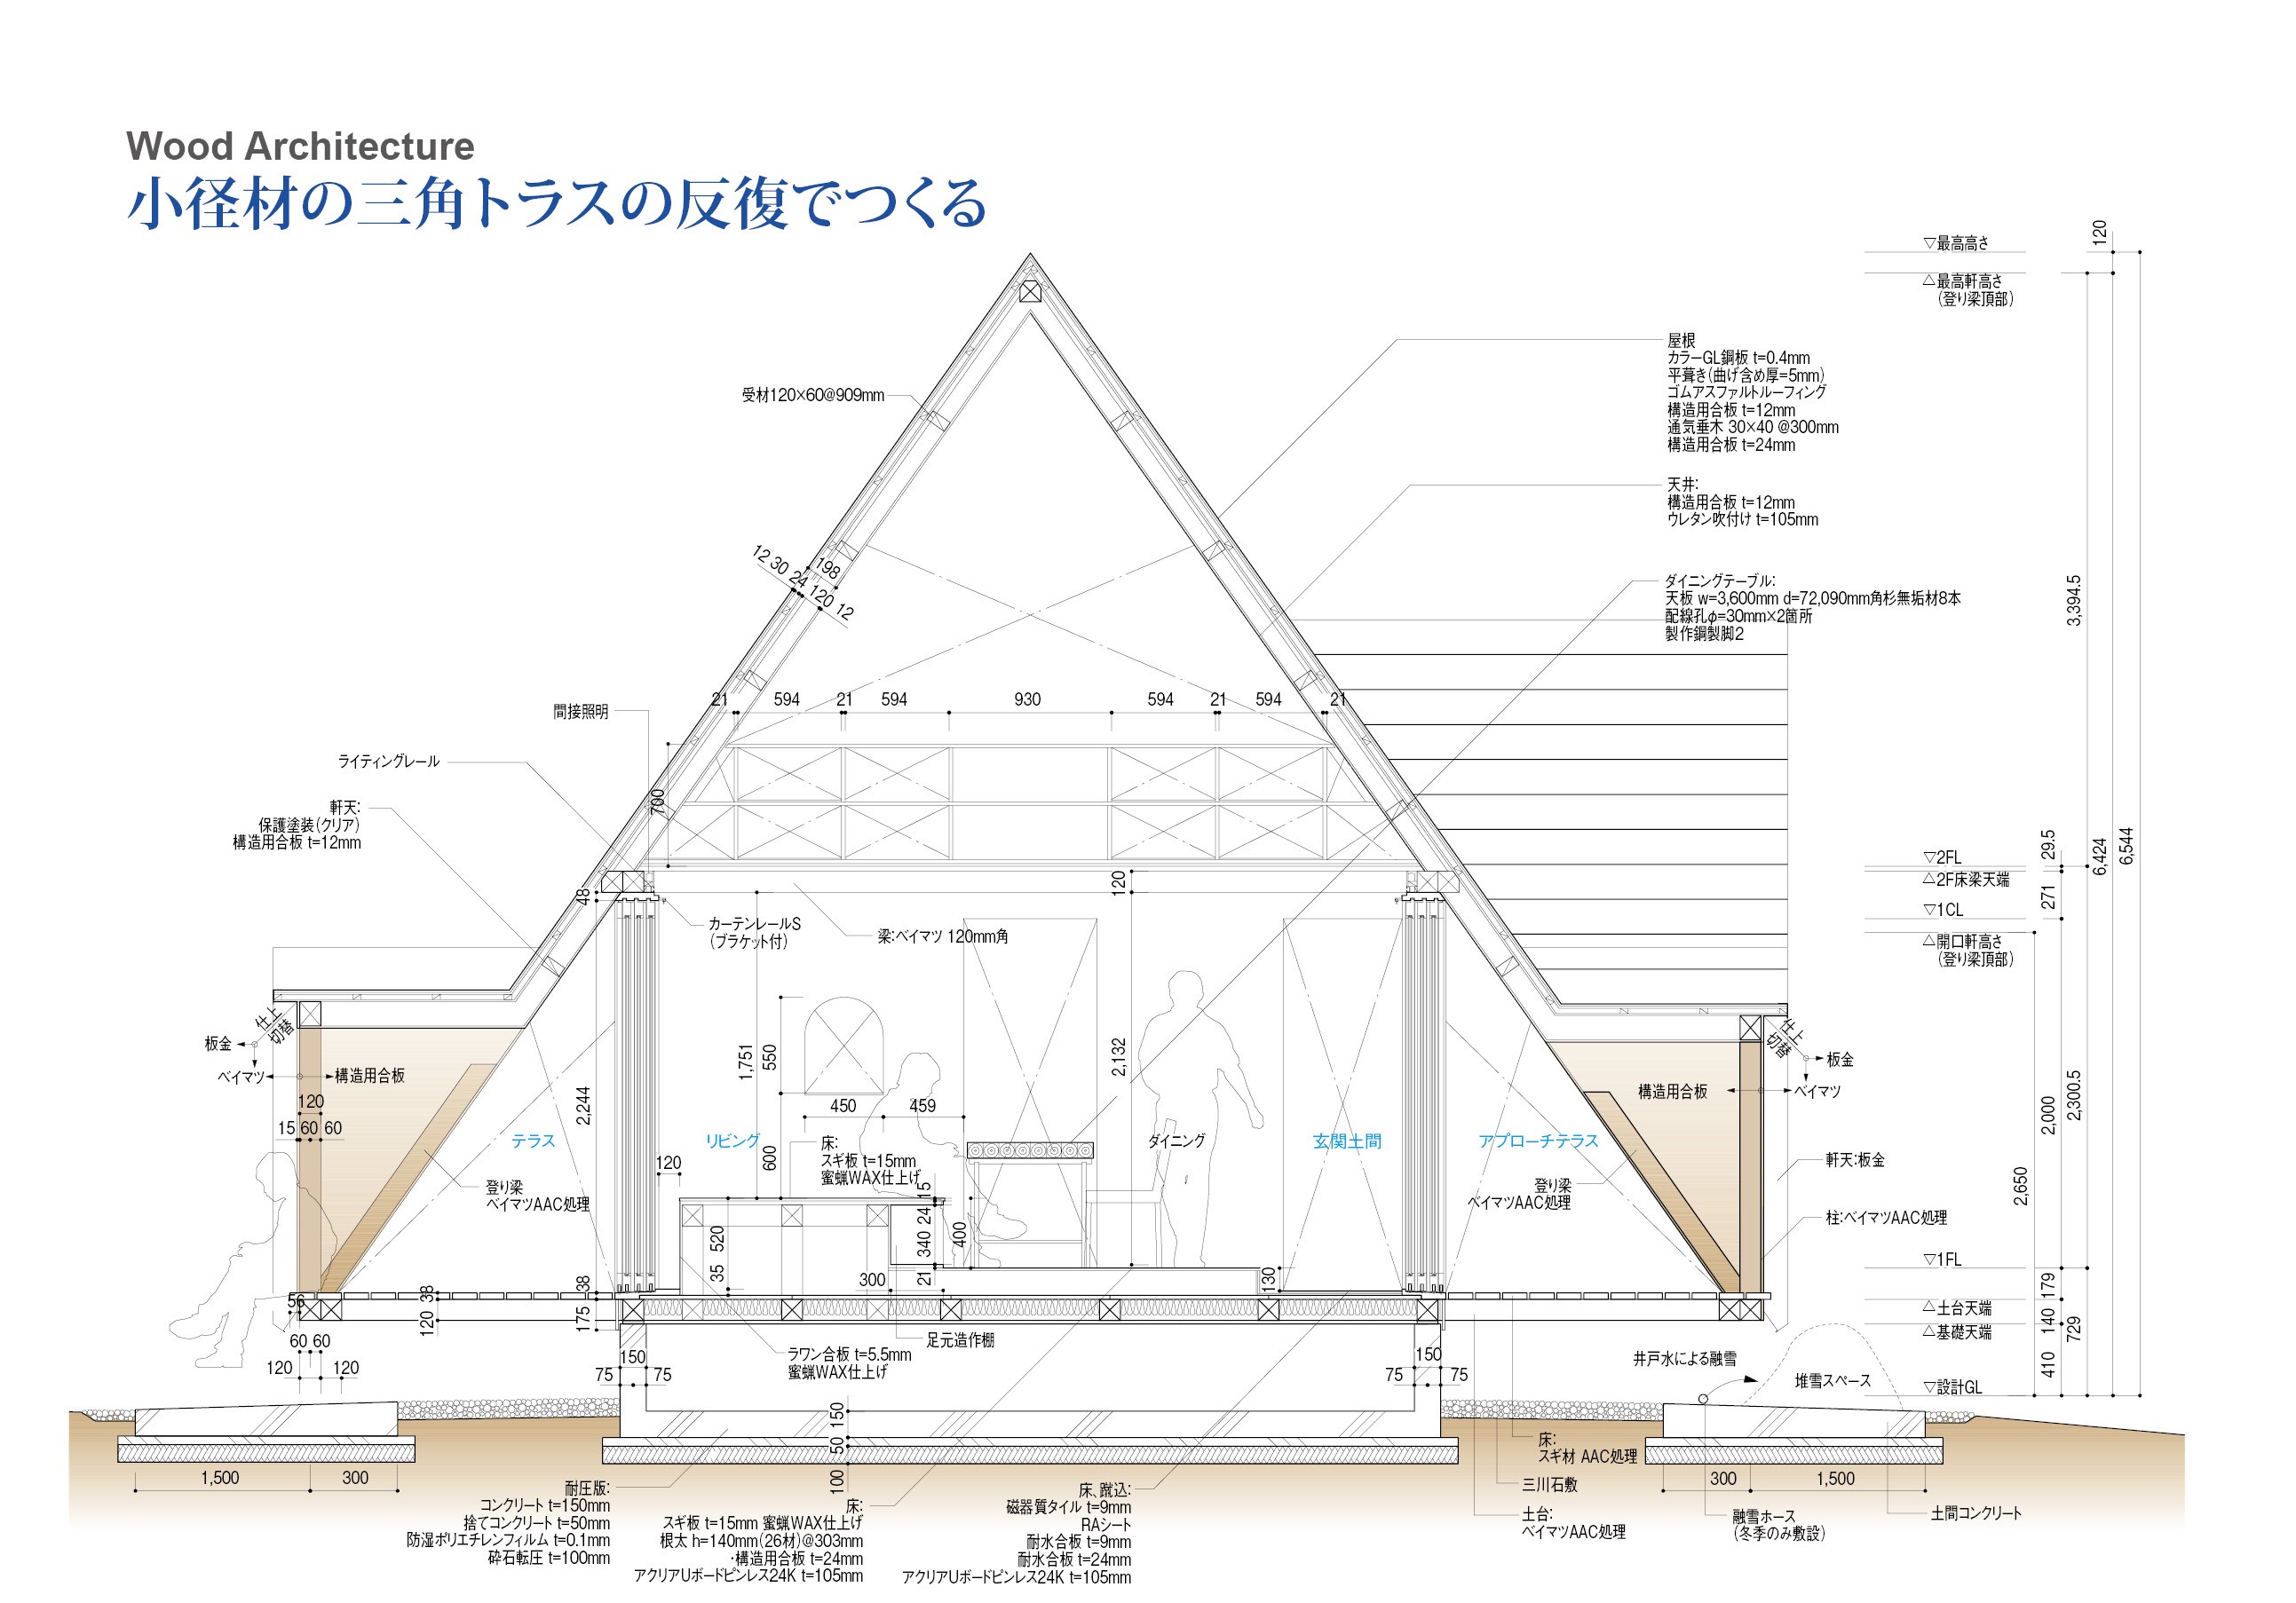 Wood Architecture
小径材の三角トラスの反復でつくる
120
▽最高高さ
△最高軒高さ
(登り梁頂部)
屋根
カラーGL鋼板 t=0.4mm
平葺き(曲げ含め厚=5mm)
ゴムアスファルトルーフィング
構造用合板 t=12mm
通気垂木 30×40 @300mm
構造用合板 t=24mm
受材120×60@909mm
天井:
構造用合板 t=12mm
ウレタン吹付け t=105mm
12 30 24 120 12
198
ダイニングテーブル:
天板 w=3,600mm d=72,090mm角杉無垢材8本
配線孔φ=30mm×2箇所
製作鋼製脚2
3,394.5
間接照明
21 594 21 594 930 594 21 594 21
ライティングレール
700
軒天:
保護塗装(クリア)
構造用合板 t=12mm
29.5
6,424
6,544
▽2FL
△2F床梁天端
271
▽1CL
△開口軒高さ
(登り梁頂部)
48
120
カーテンレールS
(ブラケット付)
梁:ベイマツ 120mm角
仕上
切替
板金
ベイマツ
構造用合板
120
15 60 60
2,244
1,751
550
2,132
450
459
600
仕上
切替
板金
構造用合板
ベイマツ
2,000
2,300.5
2,650
テラス
リビング
ダイニング
玄関土間
アプローチテラス
床:
スギ板 t=15mm
蜜蝋WAX仕上げ
120
登り梁
ベイマツAAC処理
登り梁
ベイマツAAC処理
軒天:板金
柱:ベイマツAAC処理
15
24
340
21
400
520
35
300
130
38
175
38
120
56
60 60
120
120
▽1FL
179
△土台天端
140
△基礎天端
729
410
▽設計GL
足元造作棚
ラワン合板 t=5.5mm
蜜蝋WAX仕上げ
150
75
75
150
75
75
井戸水による融雪
堆雪スペース
150
50
100
1,500
300
300
1,500
床:
スギ材 AAC処理
三川石敷
土台:
ベイマツAAC処理
融雪ホース
(冬季のみ敷設)
土間コンクリート
耐圧版:
コンクリート t=150mm
捨てコンクリート t=50mm
防湿ポリエチレンフィルム t=0.1mm
砕石転圧 t=100mm
床:
スギ板 t=15mm 蜜蝋WAX仕上げ
根太 h=140mm(26材)@303mm
・構造用合板 t=24mm
アクリアUボードピンレス24K t=105mm
床、蹴込:
磁器質タイル t=9mm
RAシート
耐水合板 t=9mm
耐水合板 t=24mm
アクリアUボードピンレス24K t=105mm